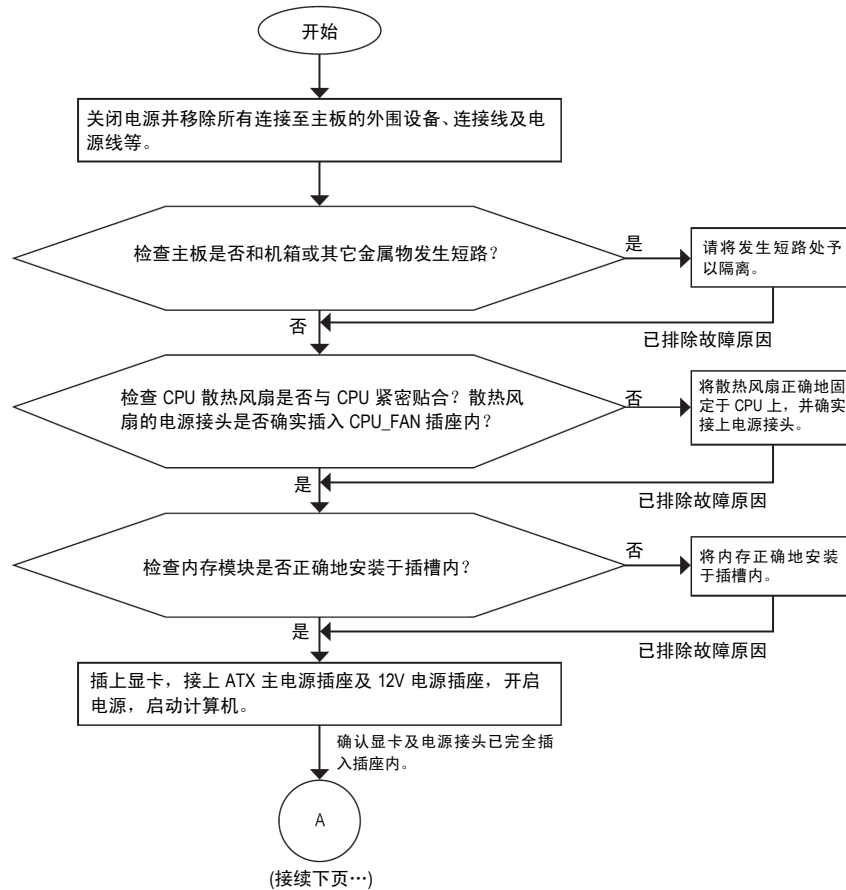 开始
关闭电源并移除所有连接至主板的外围设备、连接线及电
源线等。
检查主板是否和机箱或其它金属物发生短路？
是
请将发生短路处予
以隔离。
否
已排除故障原因
检查 CPU 散热风扇是否与 CPU 紧密贴合？散热风
扇的电源接头是否确实插入 CPU_FAN 插座内？
否
将散热风扇正确地固
定于 CPU 上，并确实
接上电源接头。
是
已排除故障原因
检查内存模块是否正确地安装于插槽内？
否
将内存正确地安装
于插槽内。
是
已排除故障原因
插上显卡，接上 ATX 主电源插座及 12V 电源插座，开启
电源，启动计算机。
确认显卡及电源接头已完全插
入插座内。
A
(接续下页…)